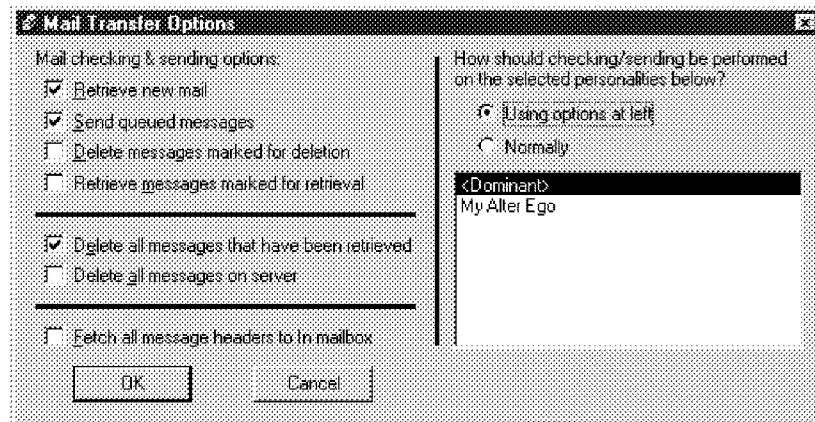 Mail Transfer Options
Mail checking & sending options:
Retrieve new mail
Send queued messages
Delete messages marked for deletion
Retrieve messages marked for retrieval
Delete all messages that have been retrieved
Delete all messages on server
Fetch all message headers to In mailbox
OK
Cancel
How should checking/sending be performed
on the selected personalities below?
Using options at left
Normally
<Dominant>
My Alter Ego